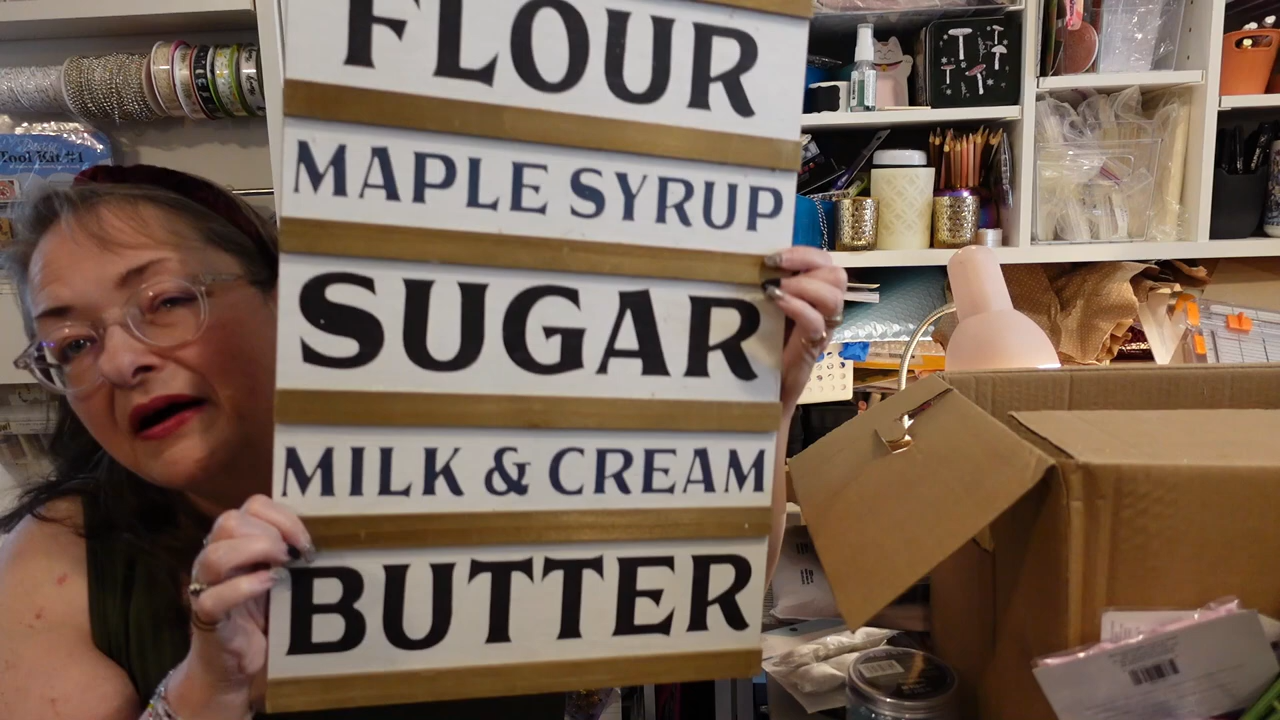 FLOUR
MAPLE SYRUP
SUGAR
MILK & CREAM
BUTTER
Tool Kit #1